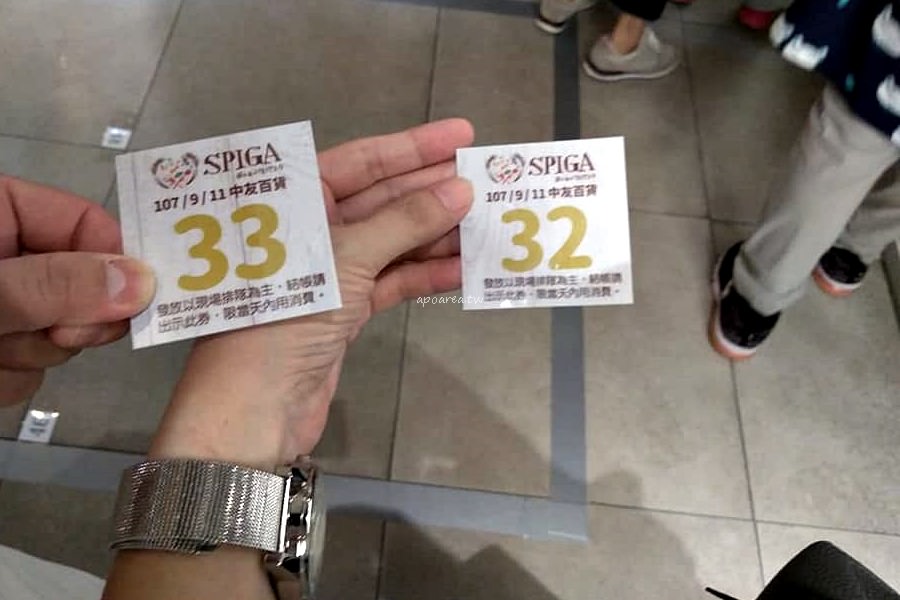 SPIGA
107/9/11 中友百貨
33
發放以現場排隊為主，結帳請
出示此券，限當天內用消費。
SPIGA
107/9/11 中友百貨
32
發放以現場排隊為主，結帳請
出示此券，限當天內用消費。
apoarea.tw